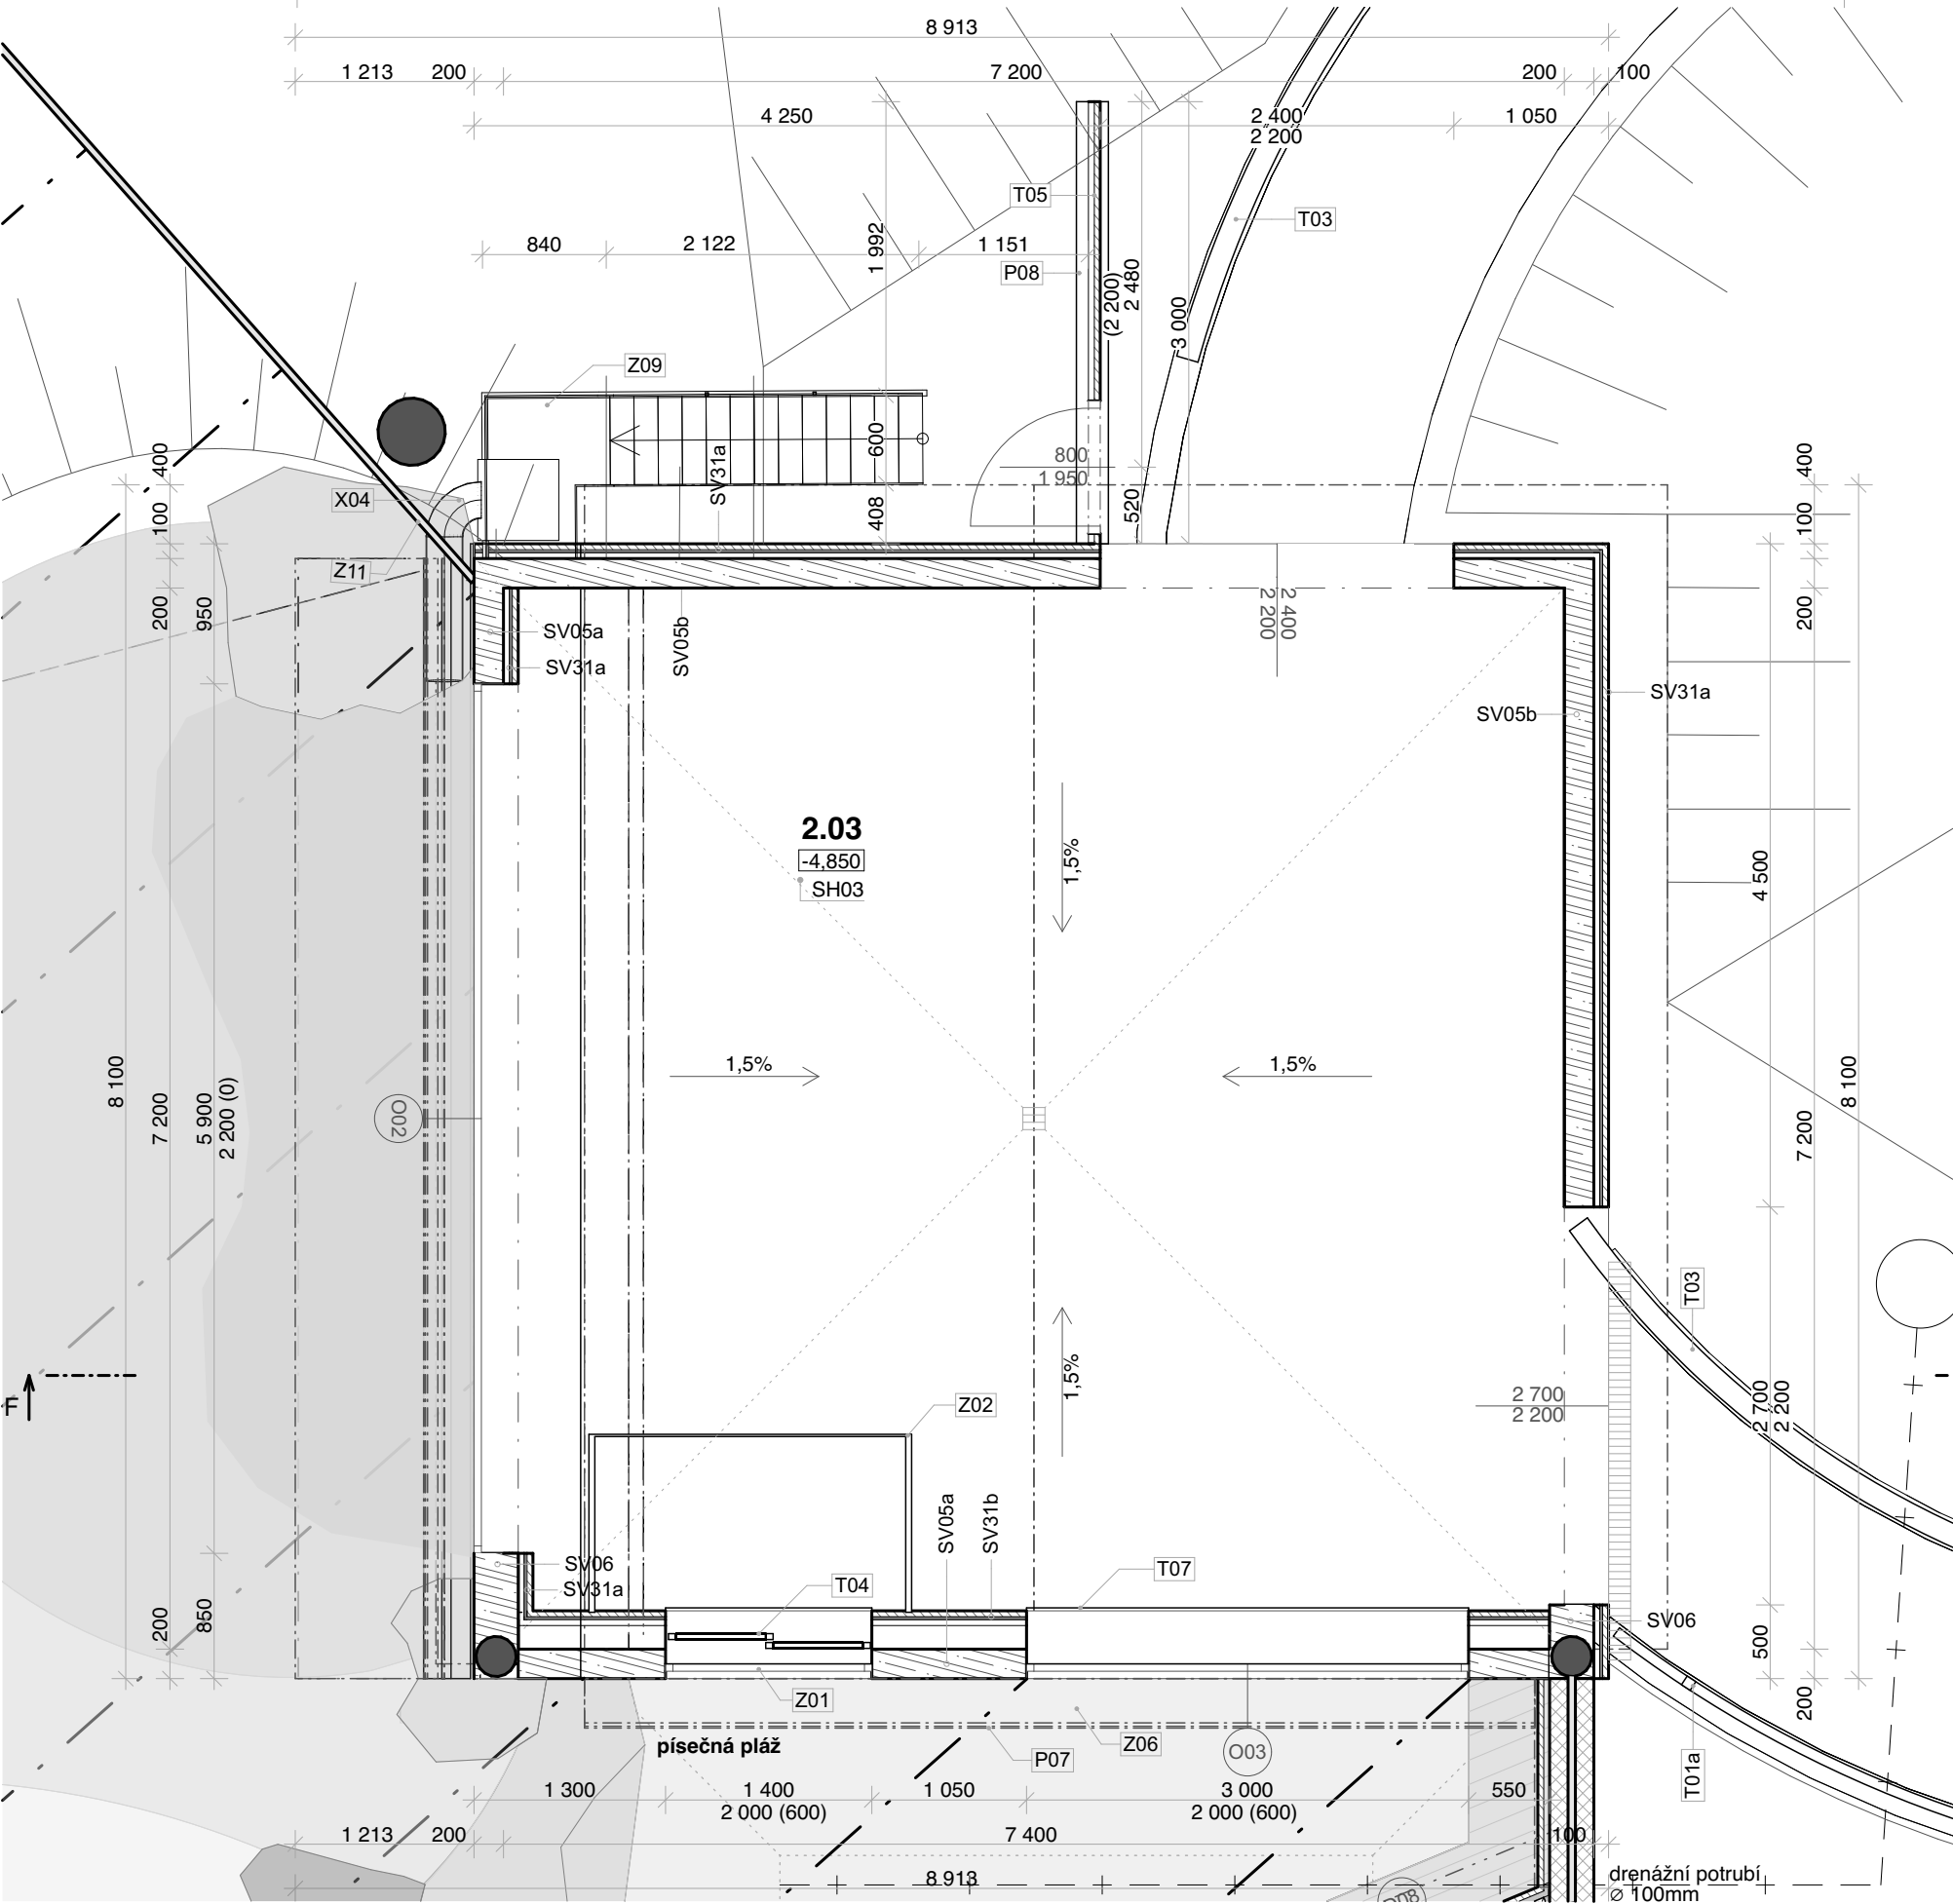 8 913
1 213 200 7 200 200 100
4 250 2 400 1 050
2 200
T05
T03
840 2 122 1 992 1 151
P08
(2 200)
2 480
3 000
Z09
600
SV31a
800
1 950
400
400
X04
408
520
100
100
Z11
200
950
SV05a
SV31a
SV05b
2 400
2 200
200
SV31a
SV05b
2.03
-4,850
SH03
1,5%
4 500
1,5%
1,5%
8 100
7 200
5 900
2 200 (0)
O02
8 100
7 200
T03
F
1,5%
Z02
2 700
2 200
2 700
2 200
SV05a
SV31b
SV06
SV31a
T04
T07
200
850
SV06
500
200
Z01
písečná pláž
Z06
P07
O03
T01a
1 300 1 400 1 050 3 000 550
2 000 (600) 2 000 (600)
1 213 200 7 400 100
8 913
drenážní potrubí
⌀ 100mm